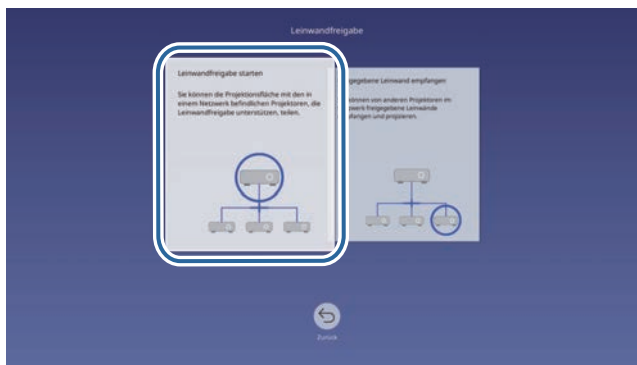 Leinwandfreigabe
Leinwandfreigabe starten
Sie können die Projektionsfläche mit den in
einem Netzwerk befindlichen Projektoren, die
Leinwandfreigabe unterstützen, teilen.
gegebene Leinwand empfangen
können von anderen Projektoren im
zwerk freigegebene Leinwände
pfangen und projizieren.
Zurück